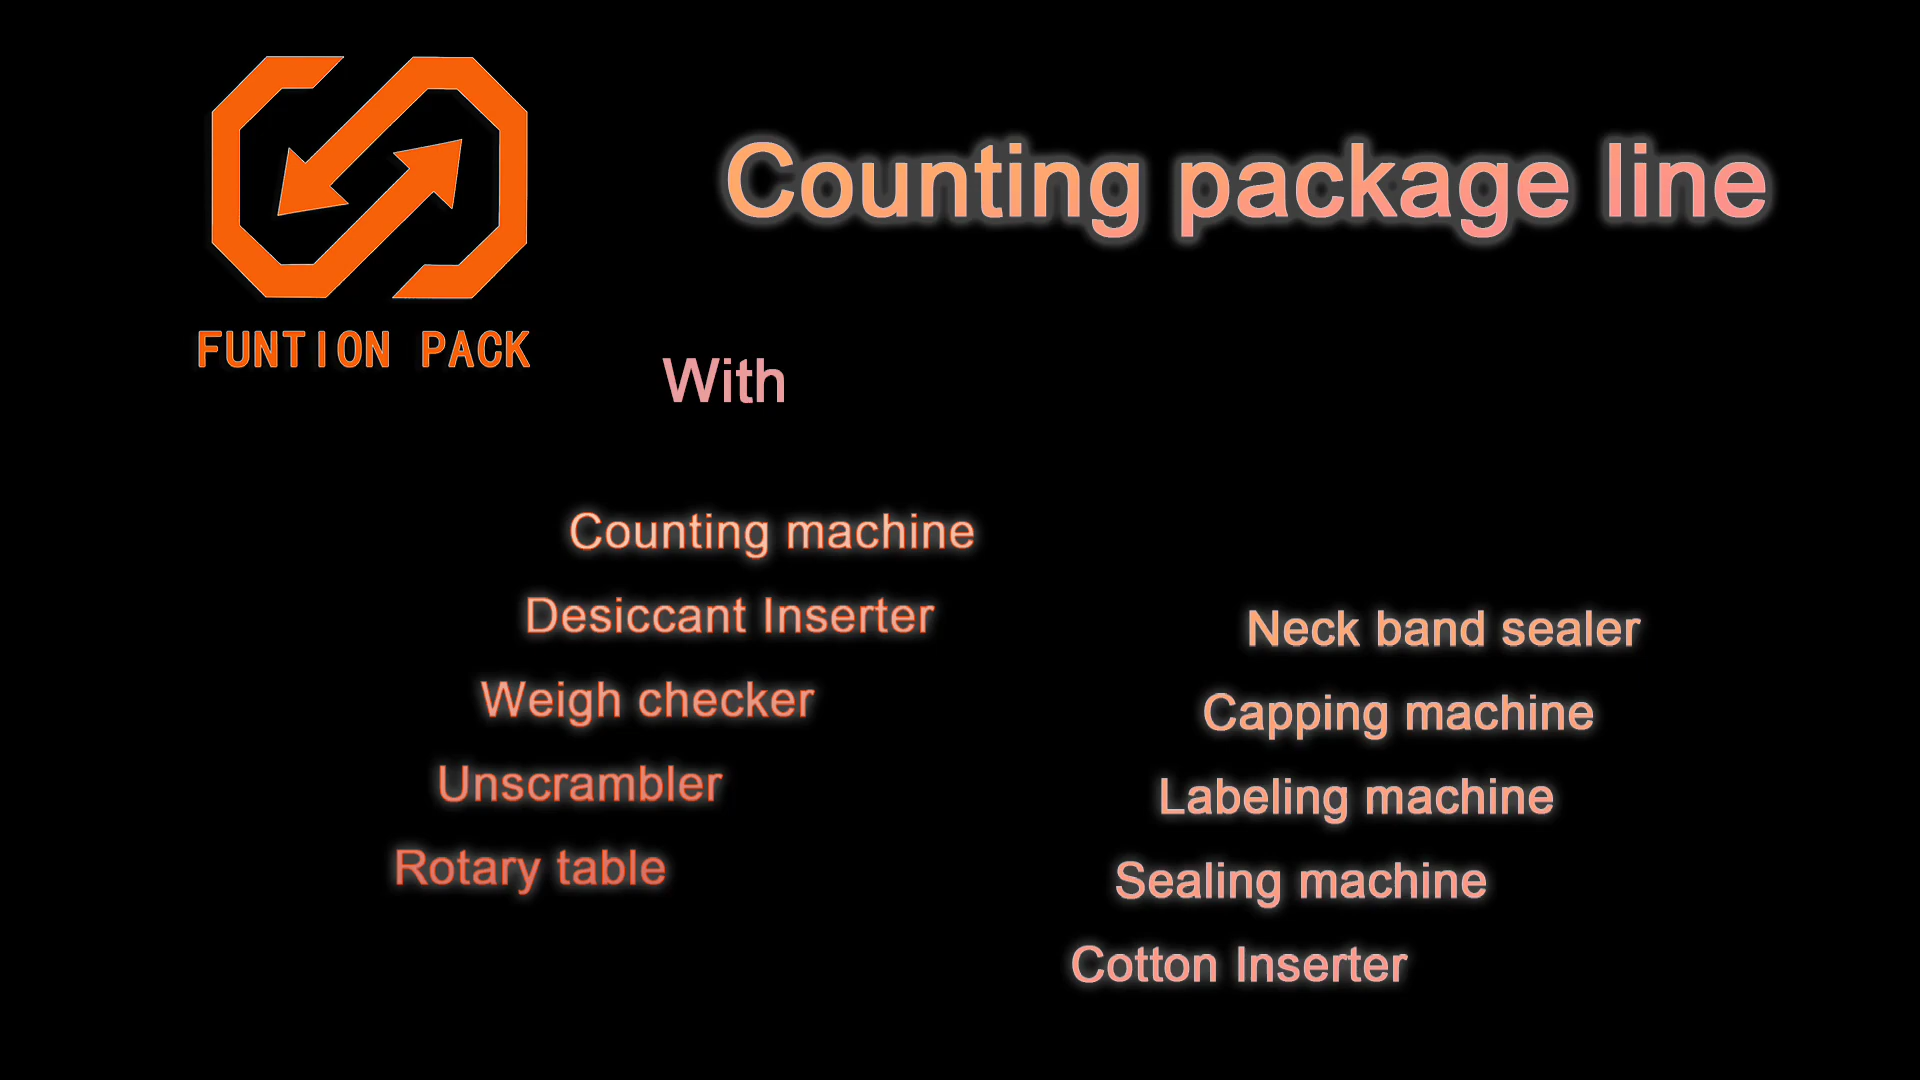 FUNTION PACK
Counting package line
With
Counting machine
Desiccant Inserter
Weigh checker
Unscrambler
Rotary table
Neck band sealer
Capping machine
Labeling machine
Sealing machine
Cotton Inserter